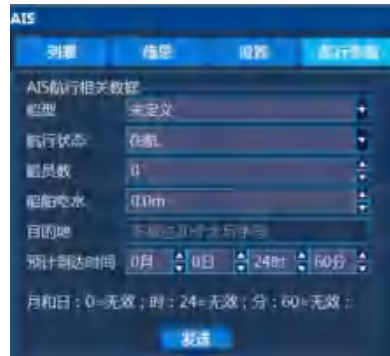 AIS
列表 信息 设置 航行数据
AIS航行相关数据
船型 未定义
航行状态 在航
船员数 0
船舶吃水 0.0m
目的地
预计到达时间 0月 0日 24时 60分
月和日：0=无效；时：24=无效；分：60=无效；
发送